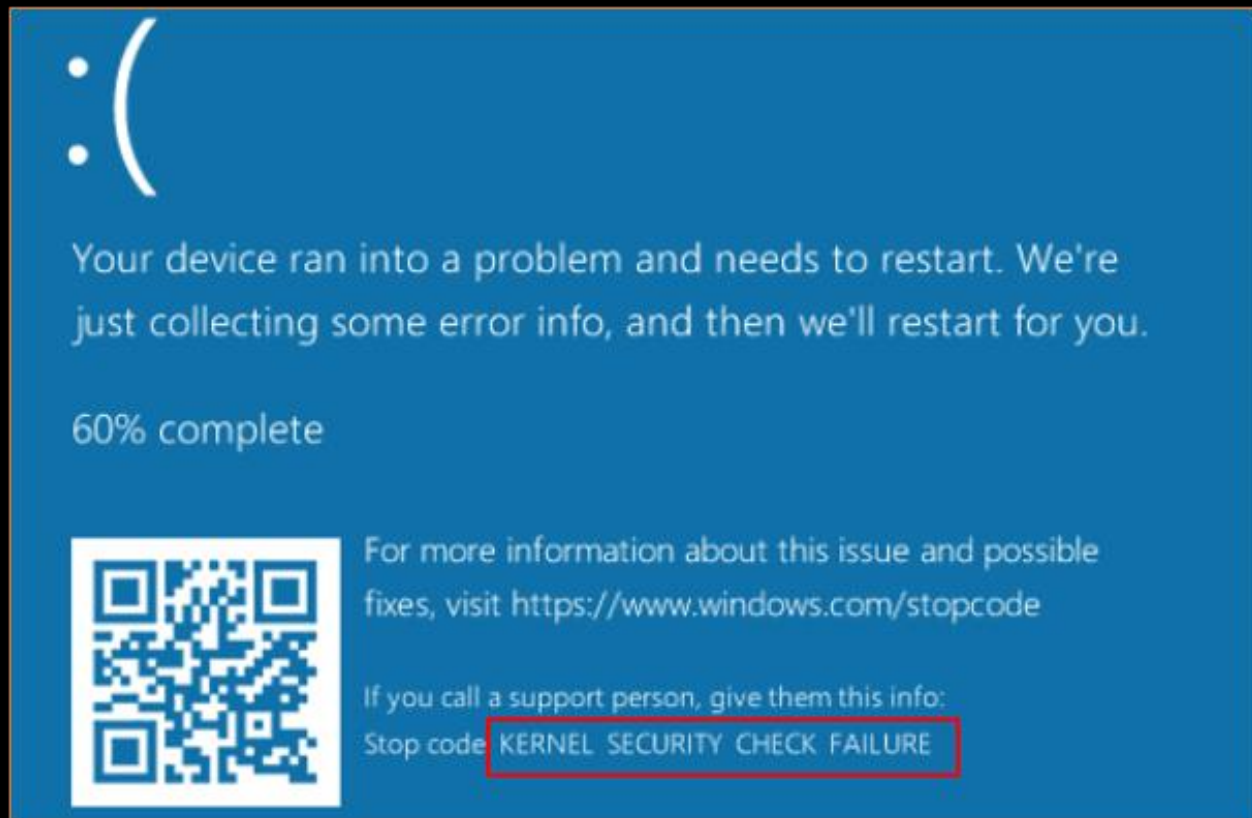 :(
Your device ran into a problem and needs to restart. We're
just collecting some error info, and then we'll restart for you.
60% complete
For more information about this issue and possible
fixes, visit https://www.windows.com/stopcode
If you call a support person, give them this info:
Stop code KERNEL SECURITY CHECK FAILURE